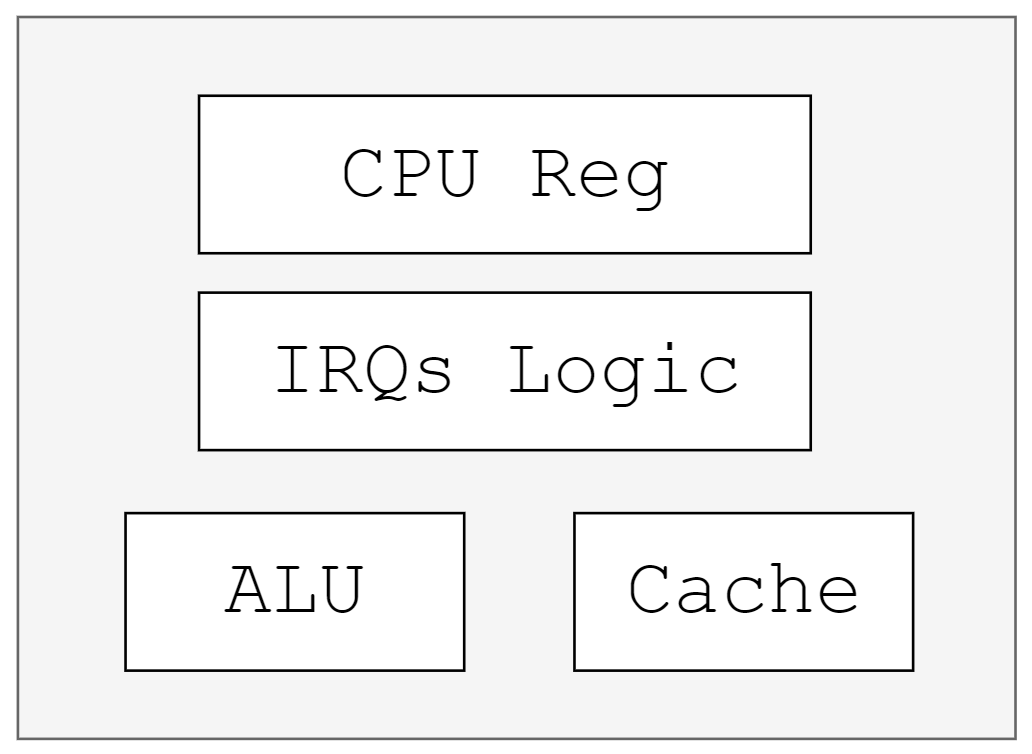 CPU Reg
IRQs Logic
ALU
Cache